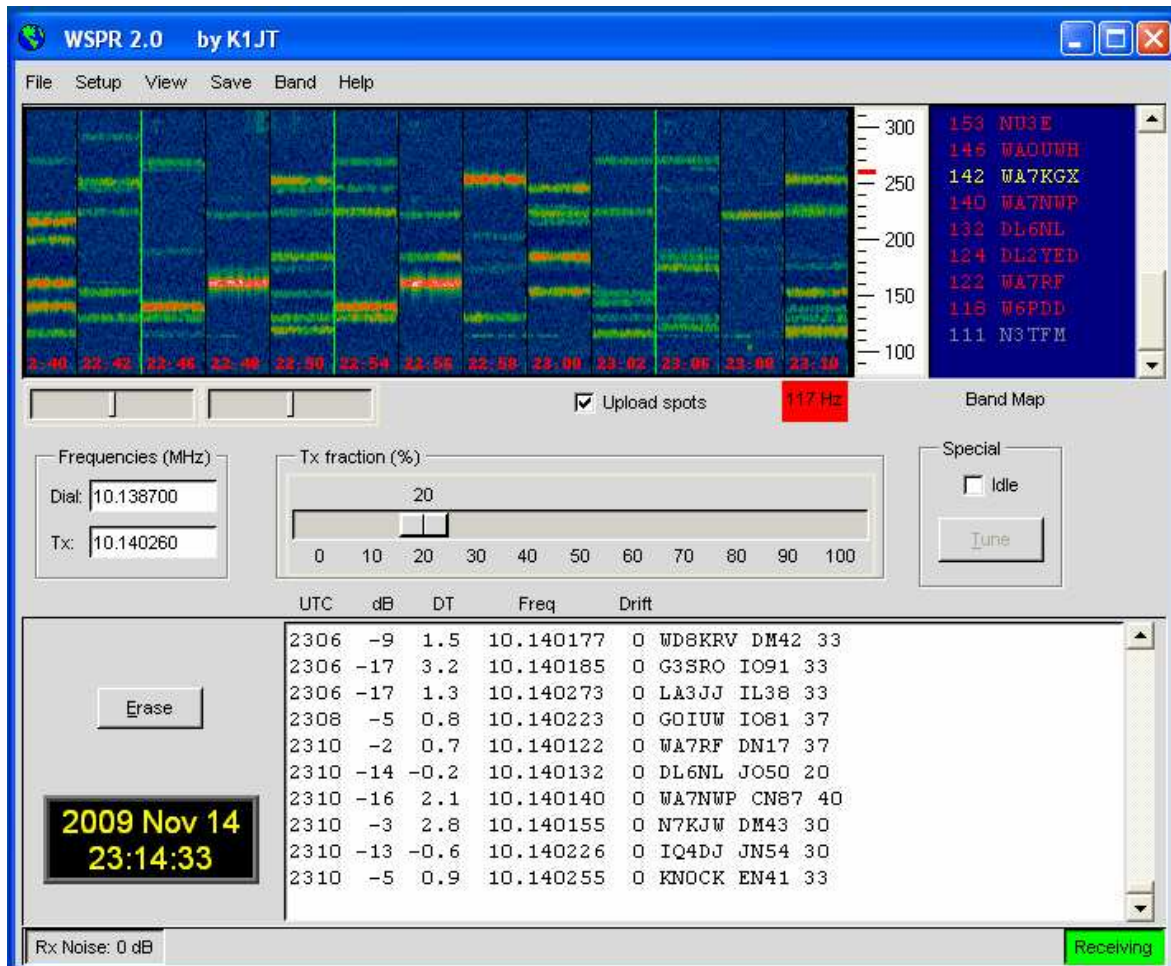 WSPR 2.0 by K1JT
File Setup View Save Band Help
300
250
200
150
100
22:42 22:46 22:48 22:50 22:54 22:56 22:58 23:00 23:02 23:06 23:08 23:10
153 NU3E
146 WA0UWH
142 WA7KGX
140 WA7NWP
132 DL6NL
124 DL2YED
122 WA7RF
118 W6PDD
111 N3TFM
Upload spots
117 Hz
Band Map
Frequencies (MHz)
Dial: 10.138700
Tx: 10.140260
Tx fraction (%)
20
0 10 20 30 40 50 60 70 80 90 100
Special
Idle
Tune
UTC dB DT Freq Drift
2306 -9 1.5 10.140177 0 WD8KRV DM42 33
2306 -17 3.2 10.140185 0 G3SRO IO91 33
2306 -17 1.3 10.140273 0 LA3JJ IL38 33
2308 -5 0.8 10.140223 0 G0IUW IO81 37
2310 -2 0.7 10.140122 0 WA7RF DN17 37
2310 -14 -0.2 10.140132 0 DL6NL JO50 20
2310 -16 2.1 10.140140 0 WA7NWP CN87 40
2310 -3 2.8 10.140155 0 N7KJW DM43 30
2310 -13 -0.6 10.140226 0 IQ4DJ JN54 30
2310 -5 0.9 10.140255 0 KN0CK EN41 33
Erase
2009 Nov 14
23:14:33
Rx Noise: 0 dB
Receiving